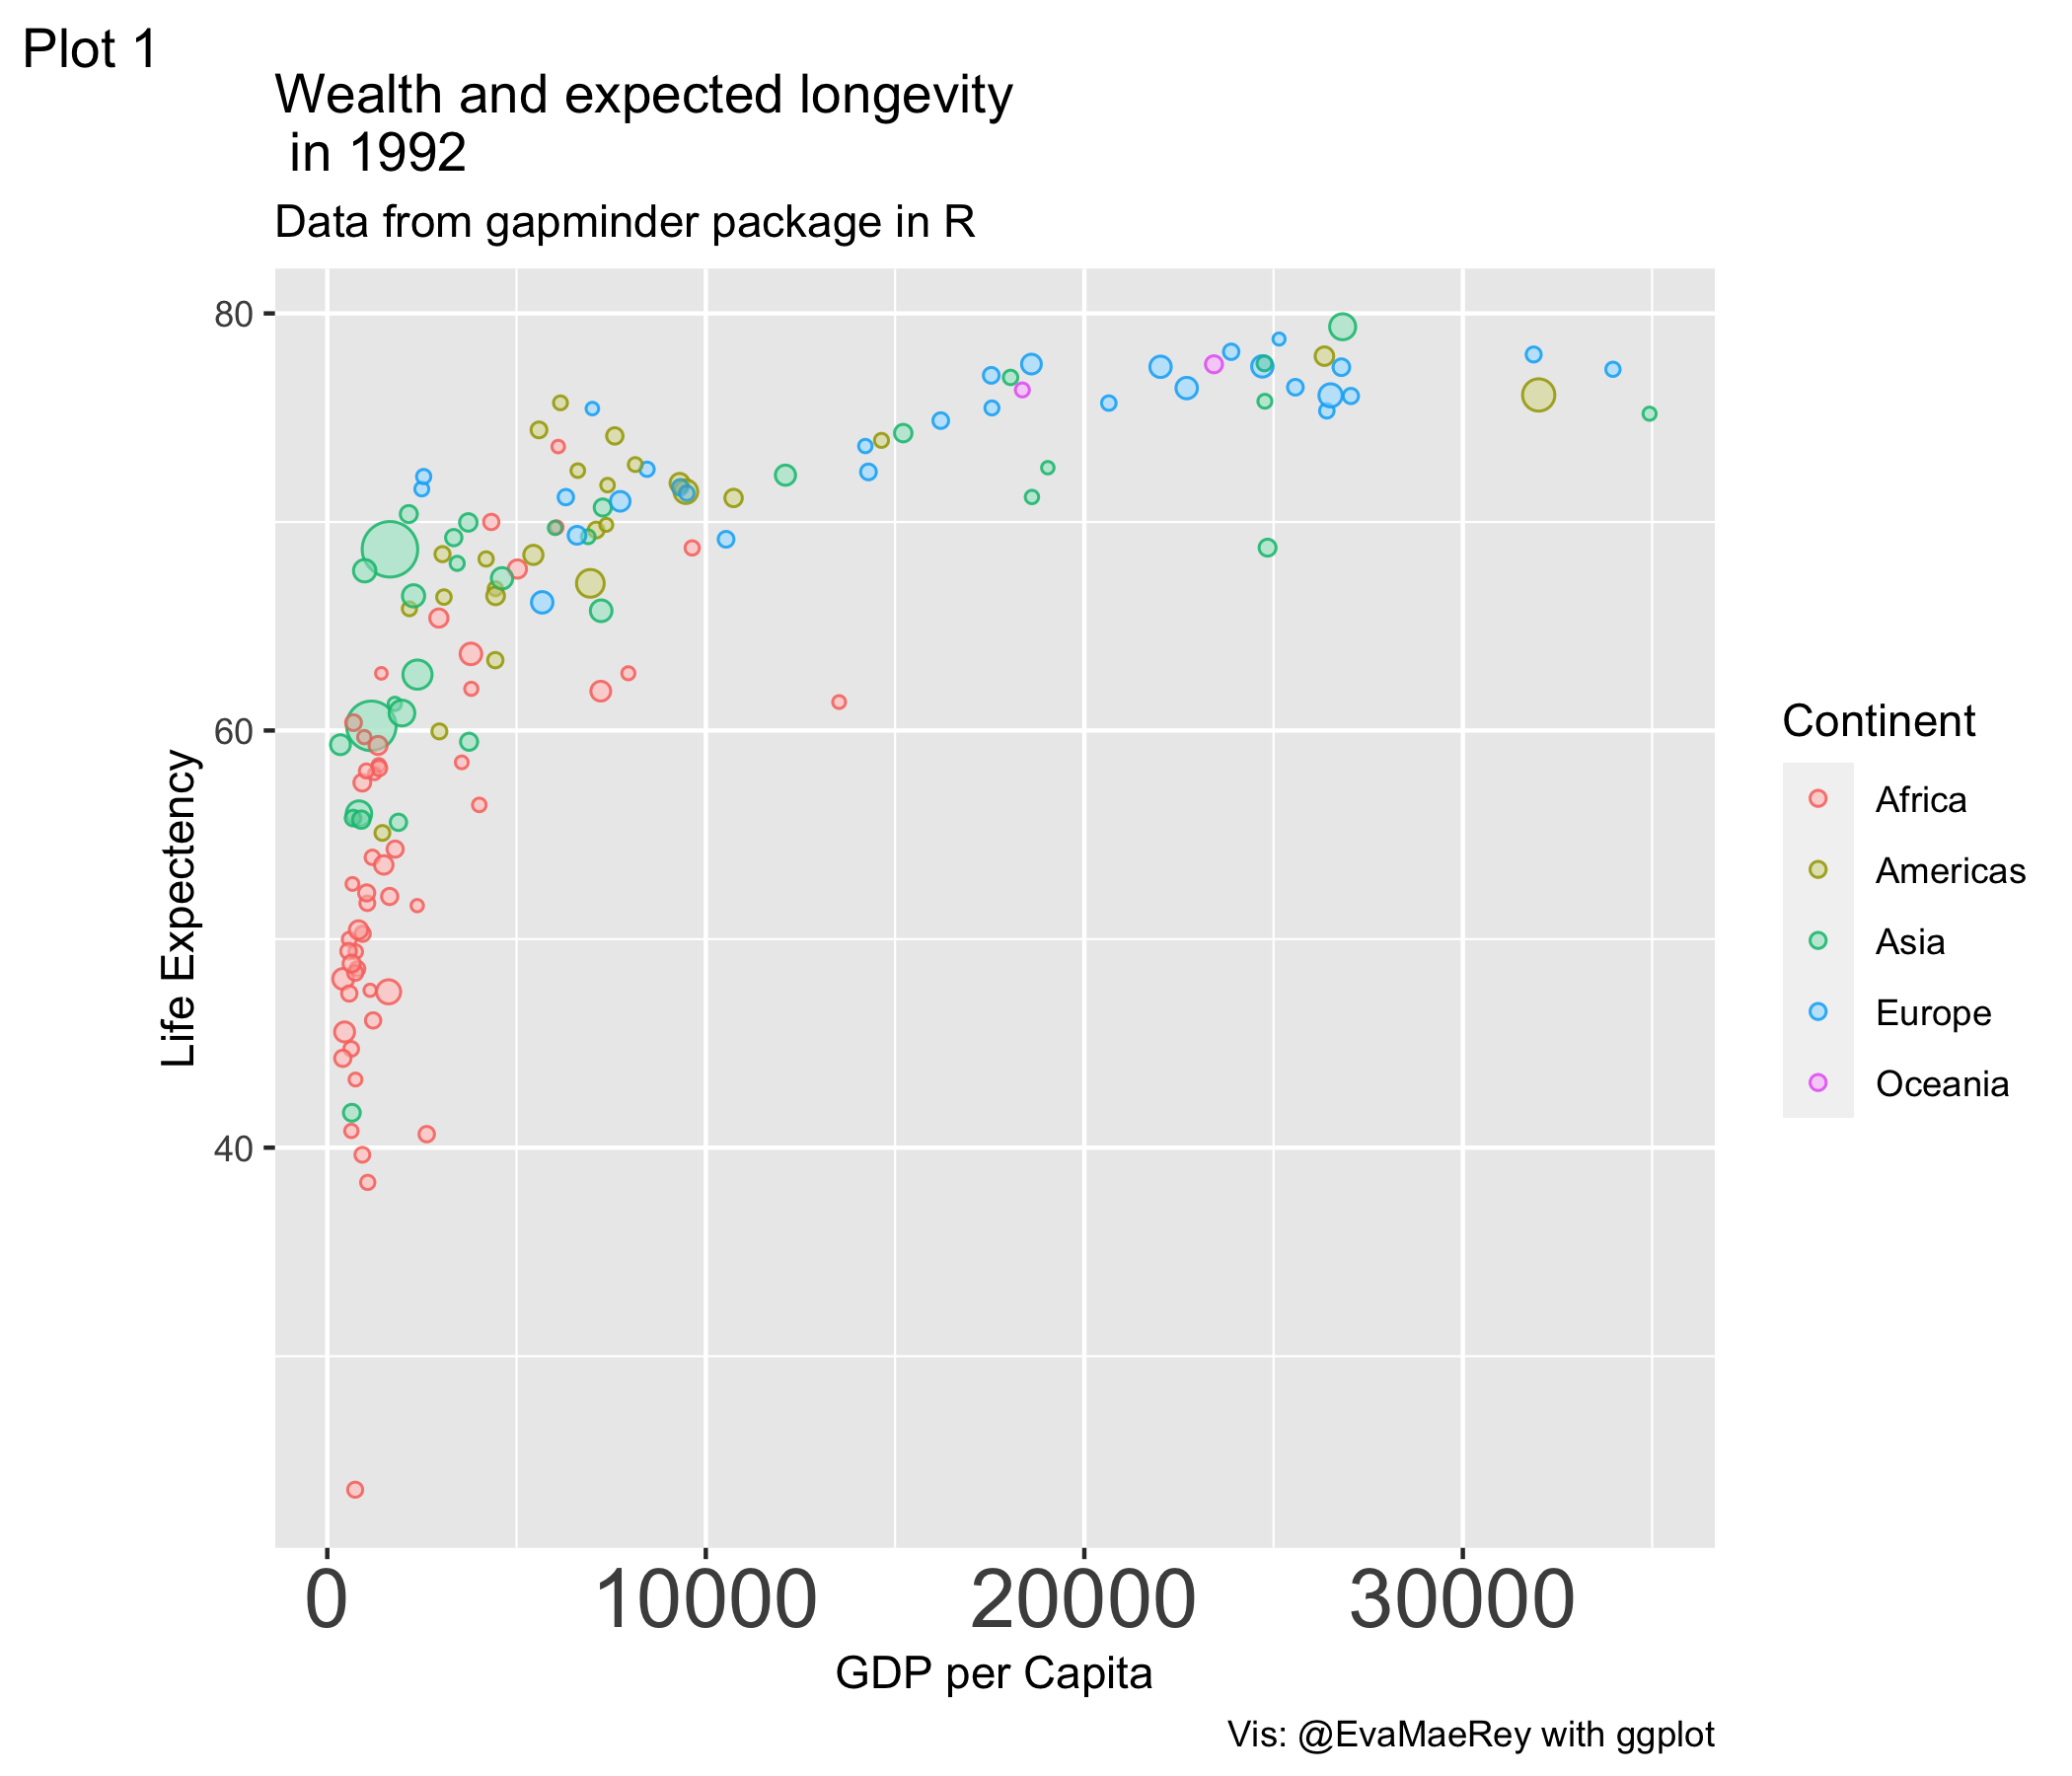 Plot 1
Wealth and expected longevity
in 1992
Data from gapminder package in R
80
60
40
Life Expectency
0 10000 20000 30000
GDP per Capita
Continent
Africa
Americas
Asia
Europe
Oceania
Vis: @EvaMaeRey with ggplot